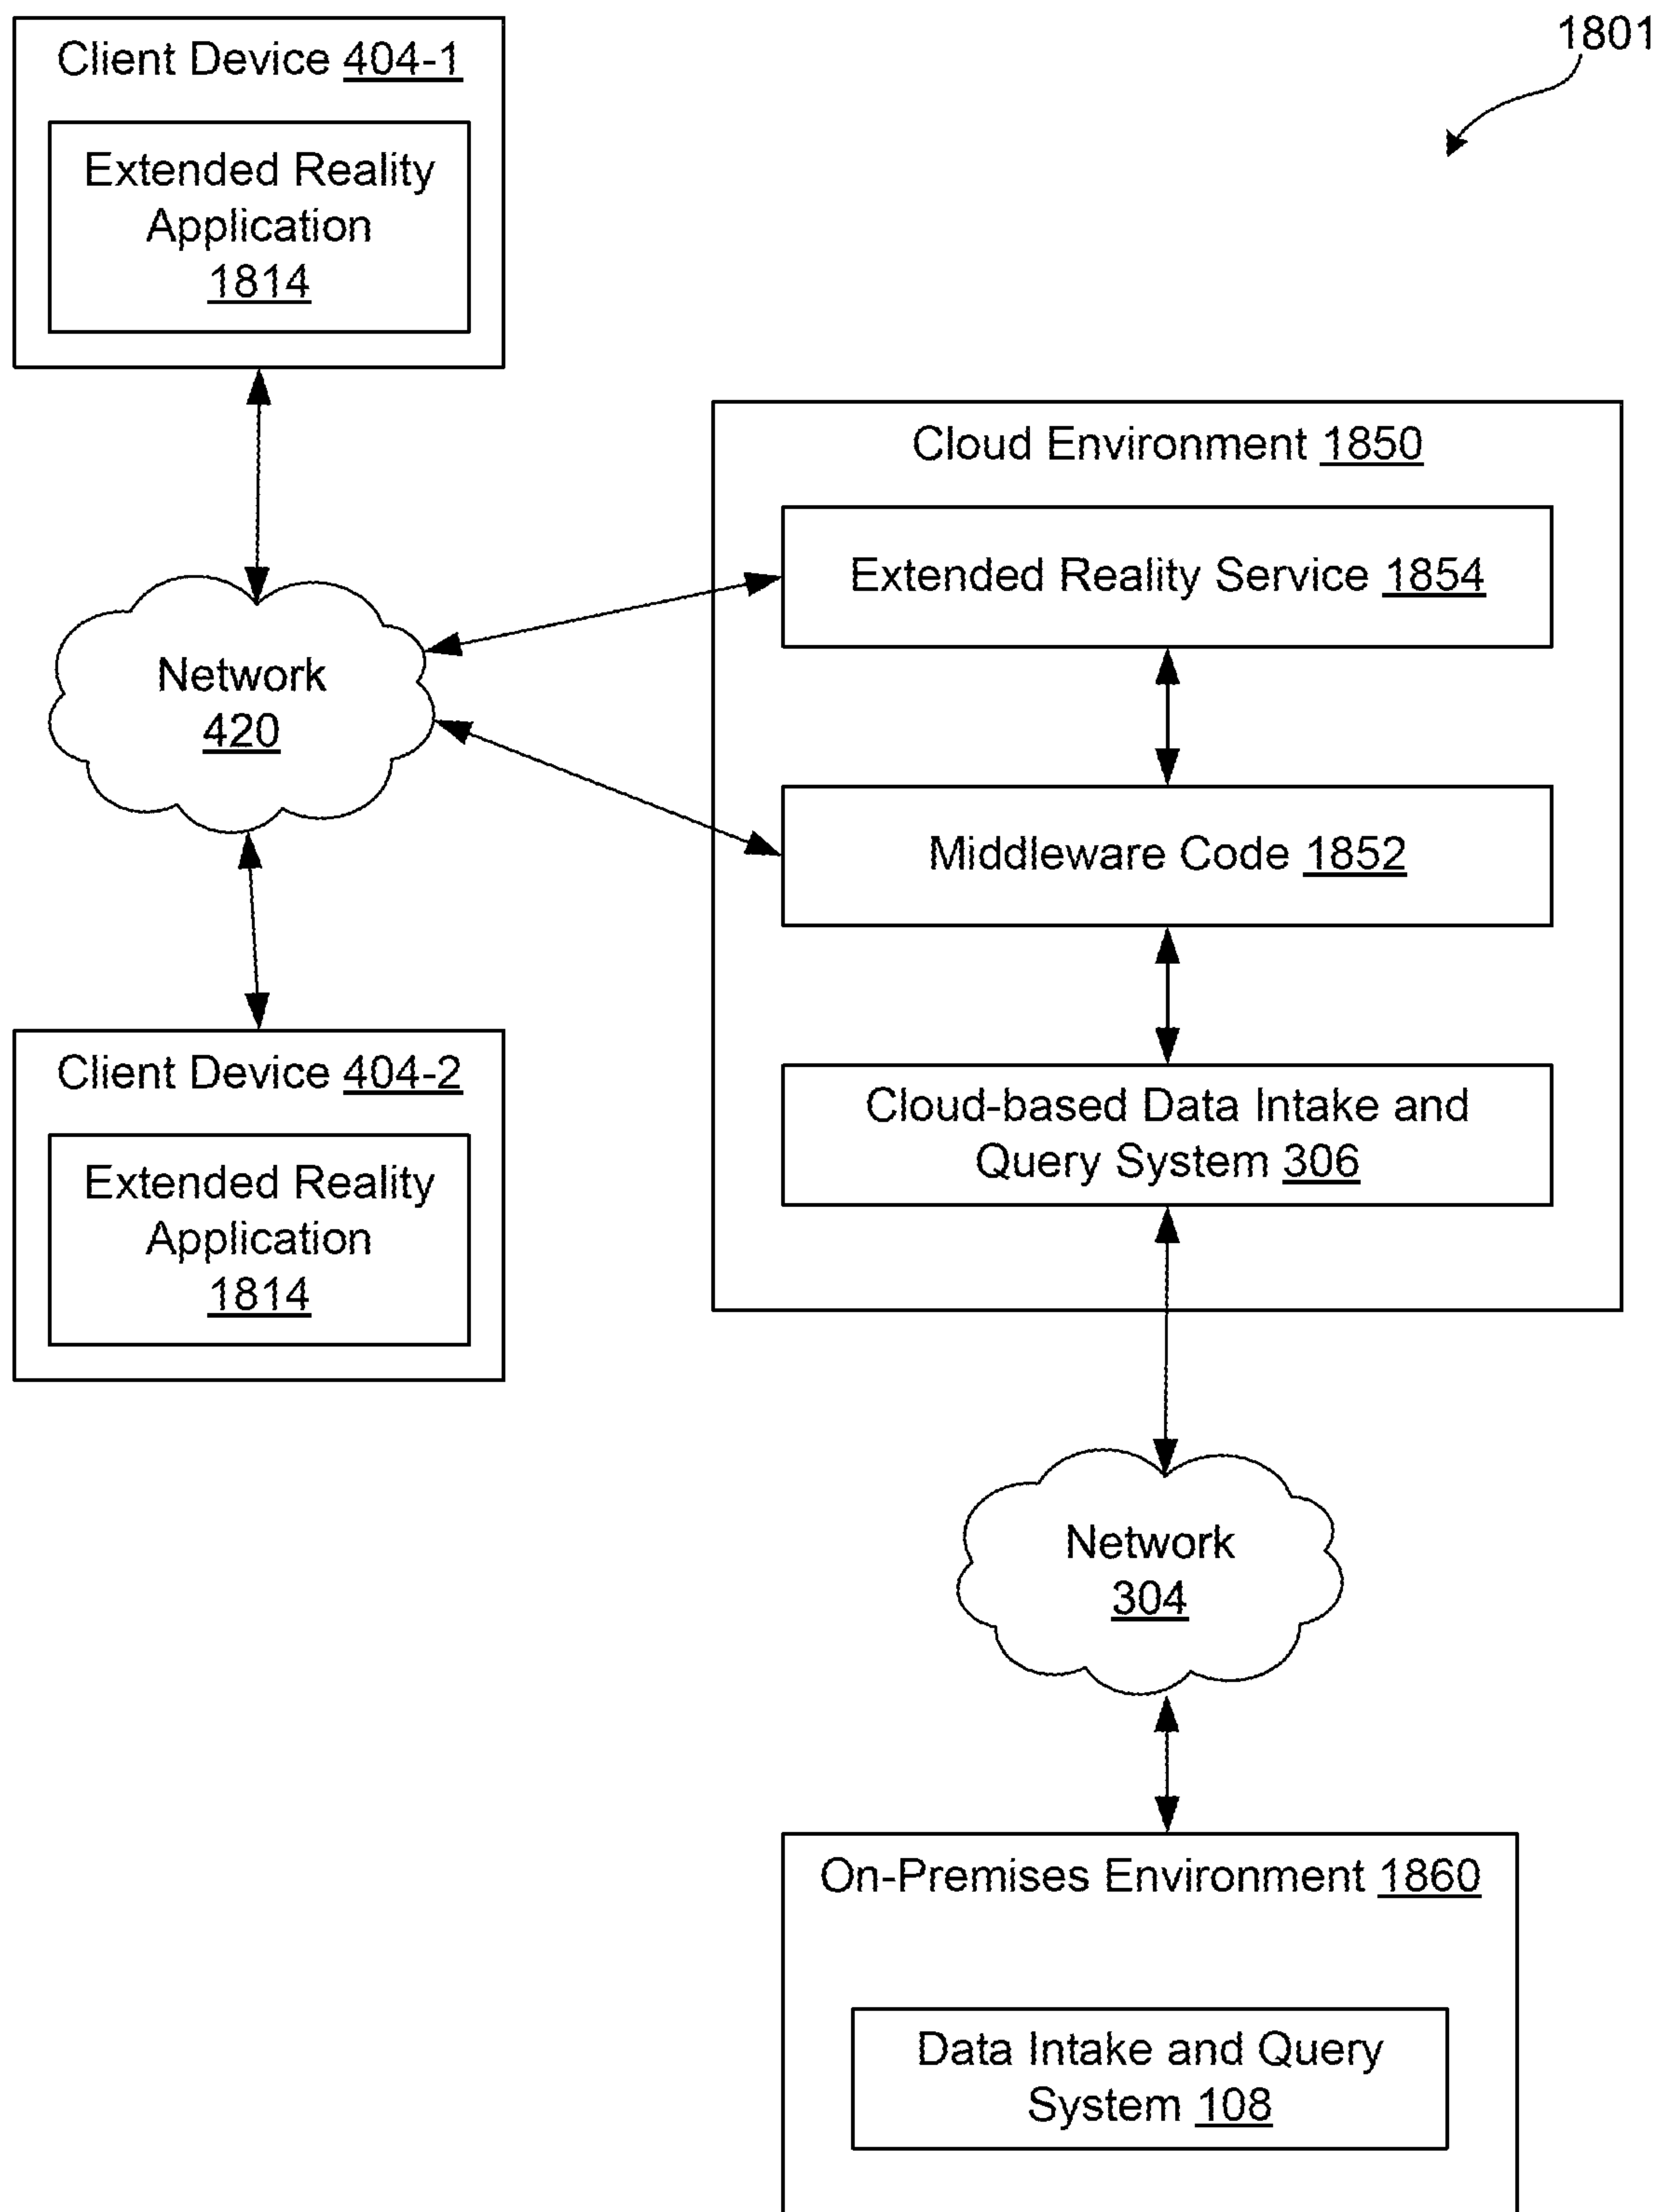 1801
Client Device 404-1
Extended Reality
Application
1814
Cloud Environment 1850
Extended Reality Service 1854
Network
420
Middleware Code 1852
Client Device 404-2
Cloud-based Data Intake and
Query System 306
Extended Reality
Application
1814
Network
304
On-Premises Environment 1860
Data Intake and Query
System 108